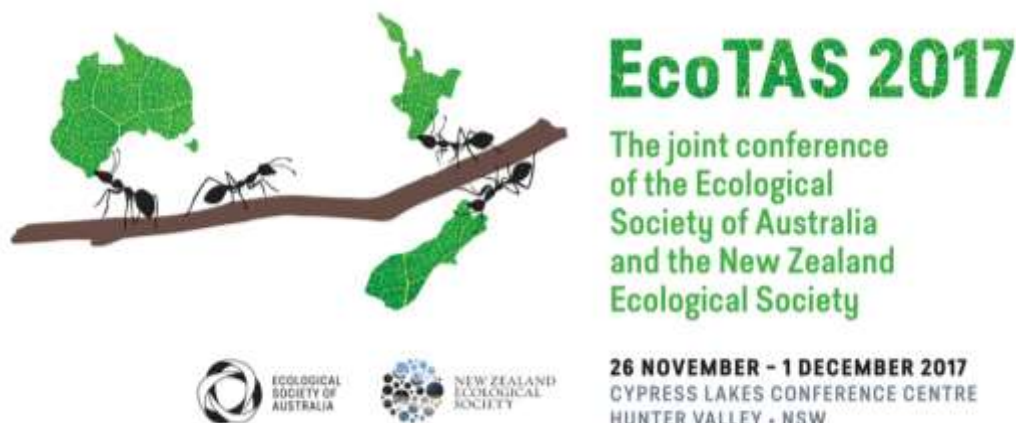 EcoTAS 2017
The joint conference
of the Ecological
Society of Australia
and the New Zealand
Ecological Society
ECOLOGICAL
SOCIETY OF
AUSTRALIA
NEW ZEALAND
ECOLOGICAL
SOCIETY
26 NOVEMBER – 1 DECEMBER 2017
CYPRESS LAKES CONFERENCE CENTRE
HUNTER VALLEY • NSW